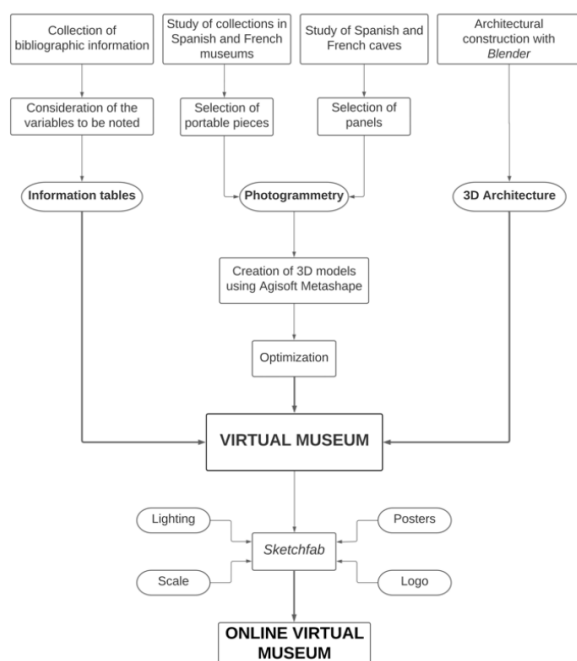 Collection of
bibliographic information
Study of collections in
Spanish and French
museums
Study of Spanish and
French caves
Architectural
construction with
Blender
Consideration of the
variables to be noted
Selection of
portable pieces
Selection of
panels
Information tables
Photogrammetry
3D Architecture
Creation of 3D models
using Agisoft Metashape
Optimization
VIRTUAL MUSEUM
Lighting
Posters
Sketchfab
Scale
Logo
ONLINE VIRTUAL
MUSEUM